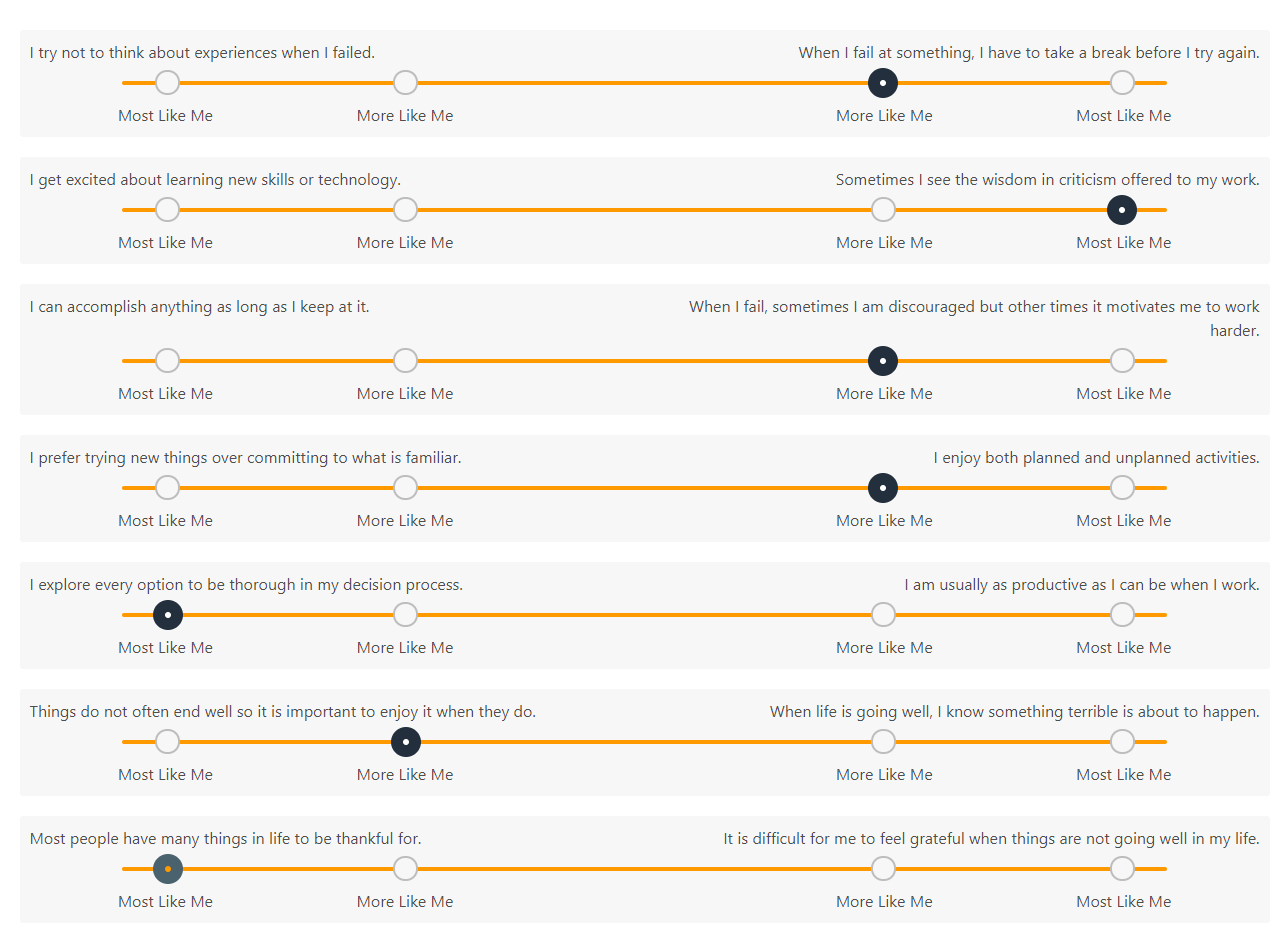 I try not to think about experiences when I failed.
When I fail at something, I have to take a break before I try again.
Most Like Me
More Like Me
More Like Me
Most Like Me
I get excited about learning new skills or technology.
Sometimes I see the wisdom in criticism offered to my work.
Most Like Me
More Like Me
More Like Me
Most Like Me
I can accomplish anything as long as I keep at it.
When I fail, sometimes I am discouraged but other times it motivates me to work
harder.
Most Like Me
More Like Me
More Like Me
Most Like Me
I prefer trying new things over committing to what is familiar.
I enjoy both planned and unplanned activities.
Most Like Me
More Like Me
More Like Me
Most Like Me
I explore every option to be thorough in my decision process.
I am usually as productive as I can be when I work.
Most Like Me
More Like Me
More Like Me
Most Like Me
Things do not often end well so it is important to enjoy it when they do.
When life is going well, I know something terrible is about to happen.
Most Like Me
More Like Me
More Like Me
Most Like Me
Most people have many things in life to be thankful for.
It is difficult for me to feel grateful when things are not going well in my life.
Most Like Me
More Like Me
More Like Me
Most Like Me